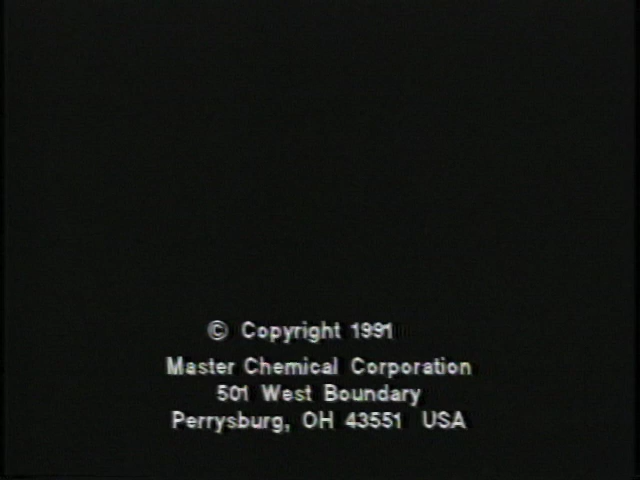 © Copyright 1991
Master Chemical Corporation
501 West Boundary
Perrysburg, OH 43551 USA